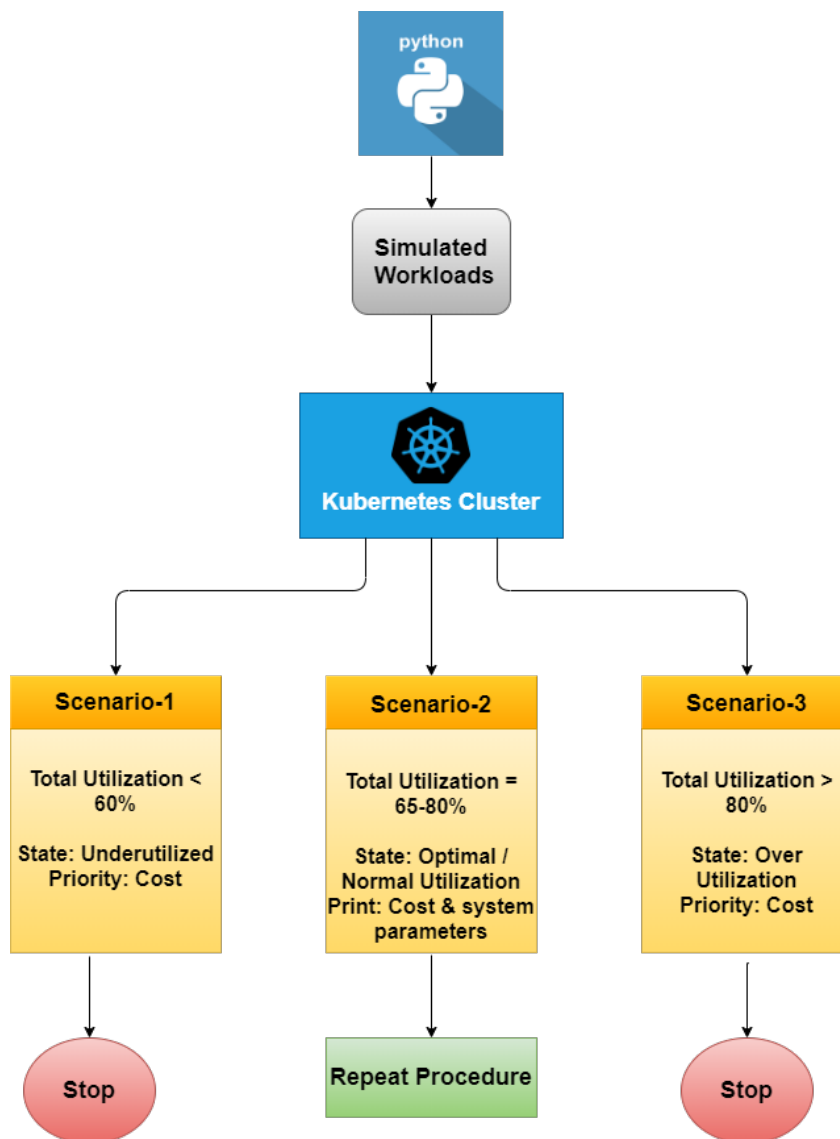 python
Simulated
Workloads
Kubernetes Cluster
Scenario-1
Total Utilization <
60%
State: Underutilized
Priority: Cost
Stop
Scenario-2
Total Utilization =
65-80%
State: Optimal /
Normal Utilization
Print: Cost & system
parameters
Repeat Procedure
Scenario-3
Total Utilization >
80%
State: Over
Utilization
Priority: Cost
Stop